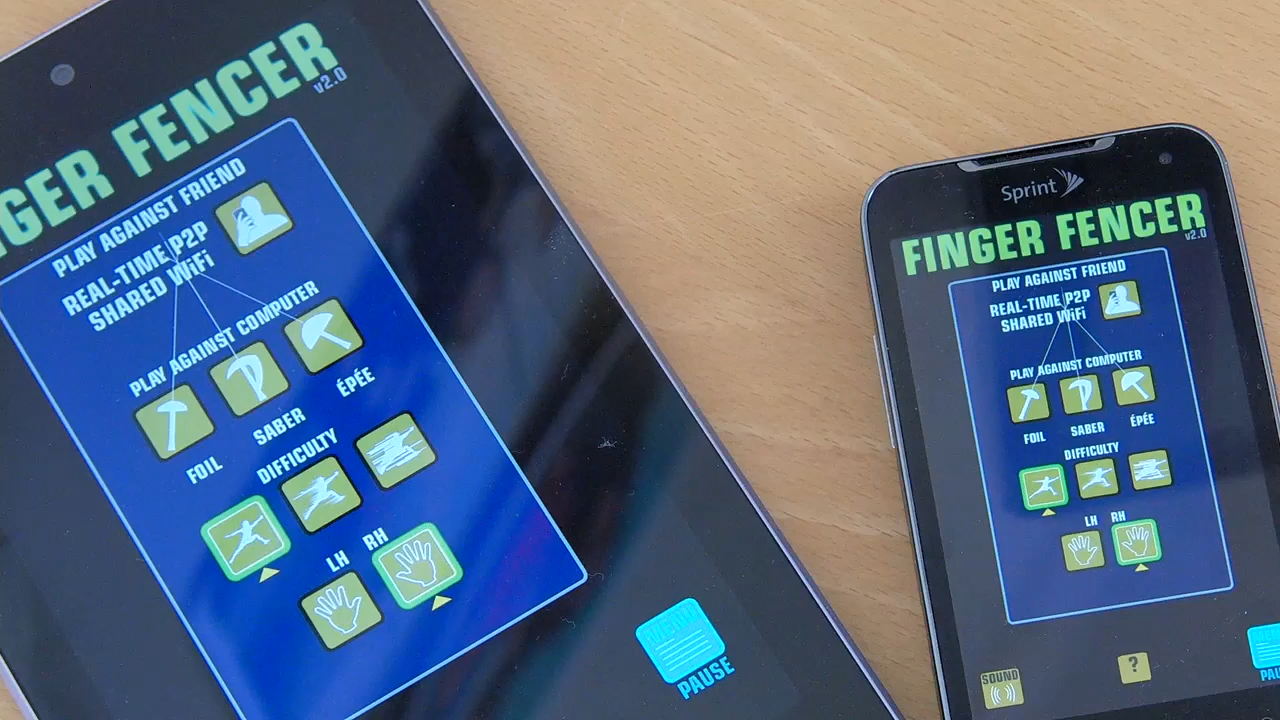 NGER FENCER
v2.0
PLAY AGAINST FRIEND
REAL-TIME P2P
SHARED WiFi
PLAY AGAINST COMPUTER
FOIL
SABER
ÉPÉE
DIFFICULTY
LH RH
MENU
PAUSE
Sprint
FINGER FENCER
v2.0
PLAY AGAINST FRIEND
REAL-TIME P2P
SHARED WiFi
PLAY AGAINST COMPUTER
FOIL
SABER
ÉPÉE
DIFFICULTY
LH RH
SOUND
?
PAU